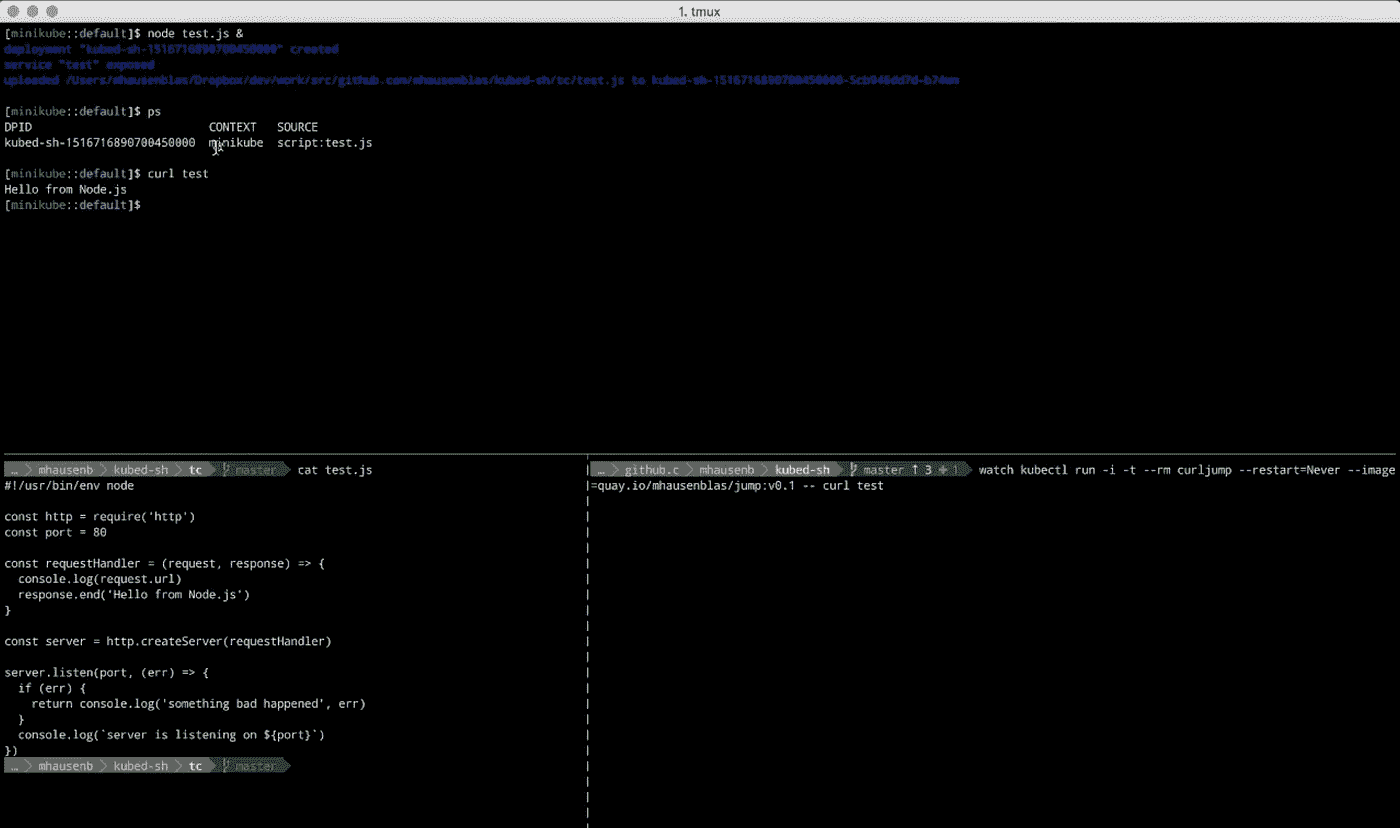 1. tmux
[minikube::default]$ node test.js &
deployment "kubed-sh-1516716890700450000" created
service "test" exposed
uploaded /Users/mhausenblas/Dropbox/dev/work/src/github.com/mhausenblas/kubed-sh/tc/test.js to
[minikube::default]$ ps
DPID CONTEXT SOURCE
kubed-sh-1516716890700450000 minikube script:test.js
[minikube::default]$ curl test
Hello from Node.js
[minikube::default]$
… mhausenb kubed-sh tc master cat test.js
#!/usr/bin/env node
const http = require('http')
const port = 80
const requestHandler = (request, response) => {
console.log(request.url)
response.end('Hello from Node.js')
}
const server = http.createServer(requestHandler)
server.listen(port, (err) => {
if (err) {
return console.log('something bad happened', err)
}
console.log(`server is listening on ${port}`)
})
… mhausenb kubed-sh tc master
… github.c mhausenb kubed-sh master ↑ 3 + 1 watch kubectl run -i -t --rm curljump --restart=Never --image
=quay.io/mhausenblas/jump:v0.1 -- curl test